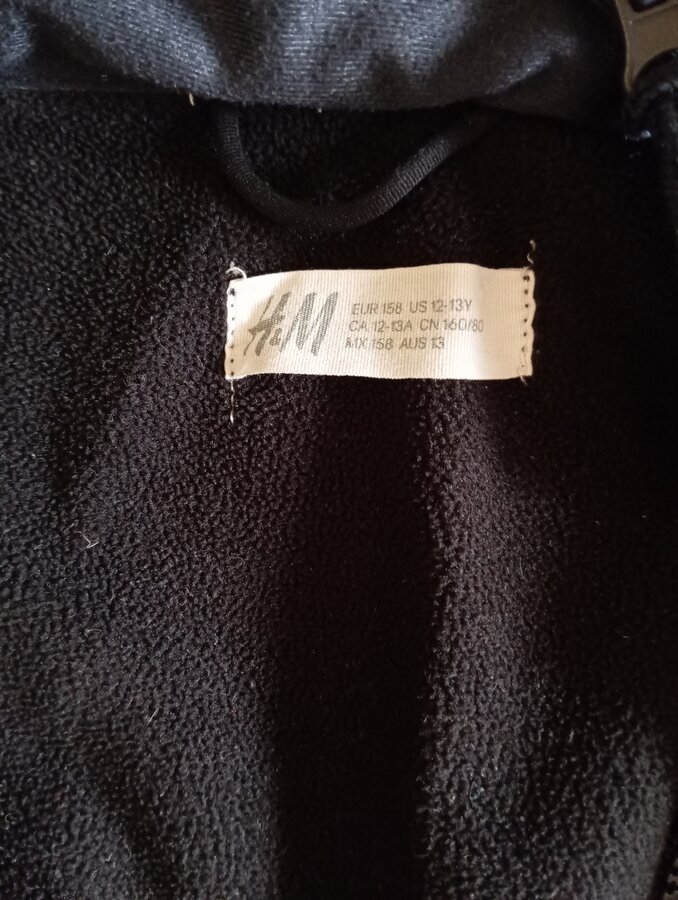 H&M
EUR 158 US 12-13Y
CA 12-13A CN 160/80
MX 158 AUS 13